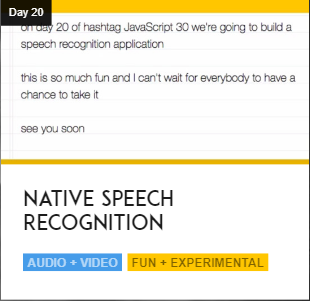 Day 20
on day 20 of hashtag JavaScript 30 we're going to build a
speech recognition application
this is so much fun and I can't wait for everybody to have a
chance to take it
see you soon
NATIVE SPEECH
RECOGNITION
AUDIO + VIDEO FUN + EXPERIMENTAL